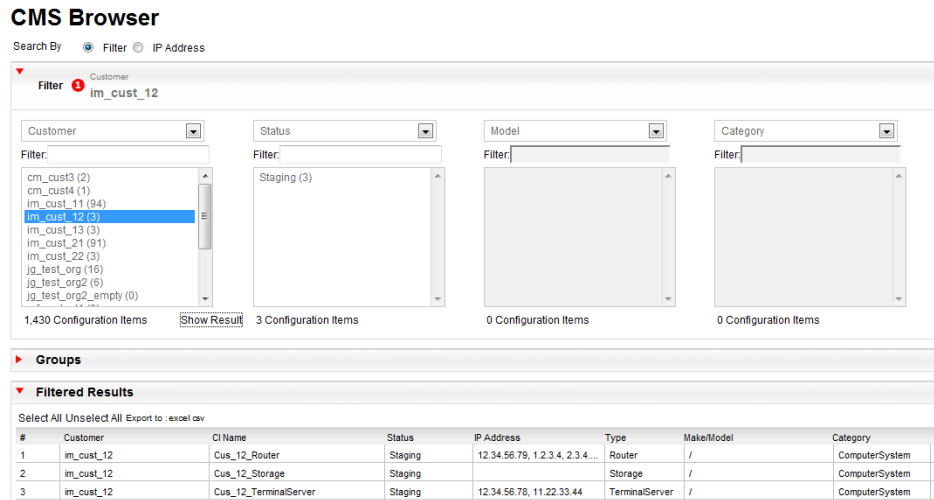 CMS Browser
Search By Filter IP Address
Filter 1 Customer
im_cust_12
Customer Status Model Category
Filter: Filter: Filter: Filter:
cm_cust3 (2) Staging (3)
cm_cust4 (1)
im_cust_11 (94)
im_cust_12 (3)
im_cust_13 (3)
im_cust_21 (91)
im_cust_22 (3)
jg_test_org (16)
jg_test_org2 (6)
jg_test_org2_empty (0)
1,430 Configuration Items Show Result 3 Configuration Items 0 Configuration Items 0 Configuration Items
Groups
Filtered Results
Select All Unselect All Export to : excel csv
# Customer CI Name Status IP Address Type Make/Model Category
1 im_cust_12 Cus_12_Router Staging 12.34.56.79, 1.2.3.4, 2.3.4.... Router / ComputerSystem
2 im_cust_12 Cus_12_Storage Staging Storage / ComputerSystem
3 im_cust_12 Cus_12_TerminalServer Staging 12.34.56.78, 11.22.33.44 TerminalServer / ComputerSystem